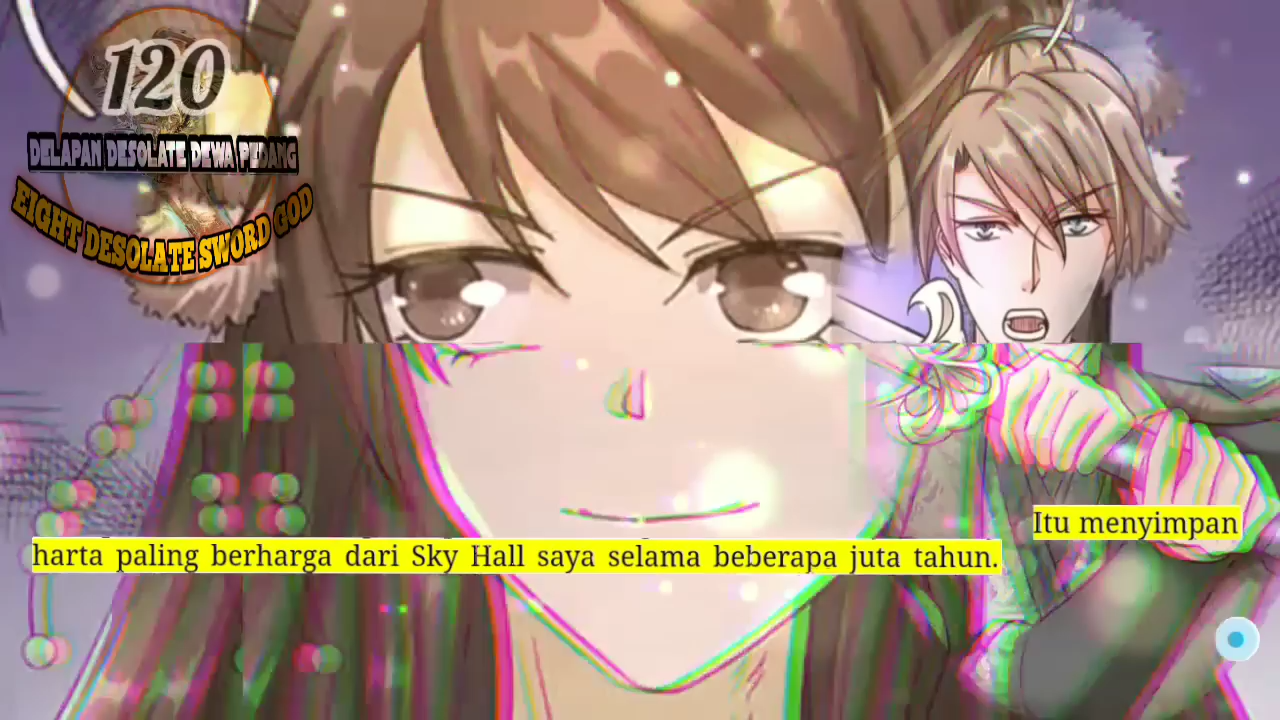 120
DELAPAN DESOLATE DEWA PEDANG
EIGHT DESOLATE SWORD GOD
Itu menyimpan
harta paling berharga dari Sky Hall saya selama beberapa juta tahun.